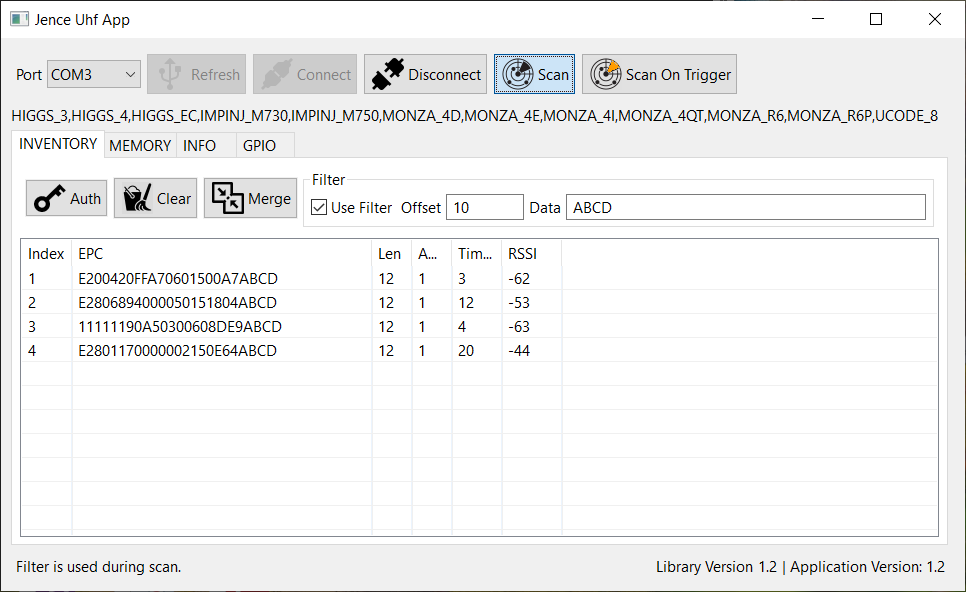 Jence Uhf App
Port COM3 Refresh Connect Disconnect Scan Scan On Trigger
HIGGS_3,HIGGS_4,HIGGS_EC,IMPINJ_M730,IMPINJ_M750,MONZA_4D,MONZA_4E,MONZA_4I,MONZA_4QT,MONZA_R6,MONZA_R6P,UCODE_8
INVENTORY MEMORY INFO GPIO
Filter
Auth Clear Merge Use Filter Offset 10 Data ABCD
Index EPC Len A... Tim... RSSI
1 E200420FFA70601500A7ABCD 12 1 3 -62
2 E2806894000050151804ABCD 12 1 12 -53
3 11111190A50300608DE9ABCD 12 1 4 -63
4 E2801170000002150E64ABCD 12 1 20 -44
Filter is used during scan. Library Version 1.2 | Application Version: 1.2